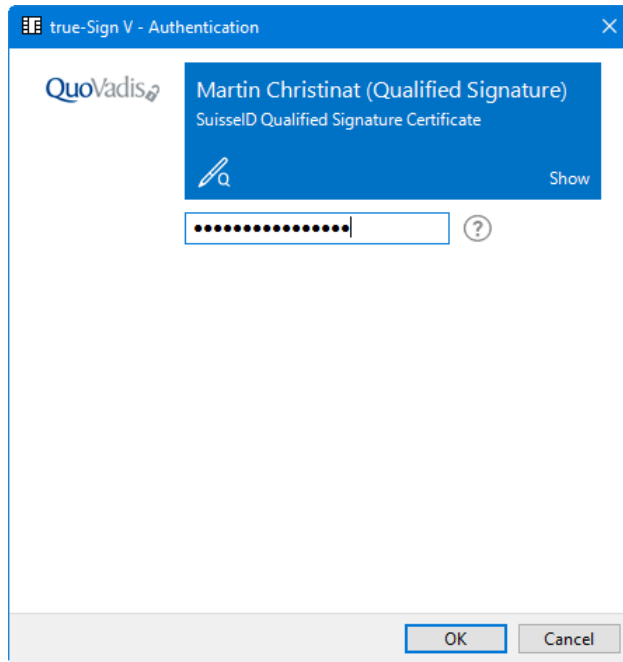 true-Sign V - Authentication
QuoVadis
Martin Christinat (Qualified Signature)
SuisseID Qualified Signature Certificate
Q
Show
••••••••••••••••
?
OK
Cancel